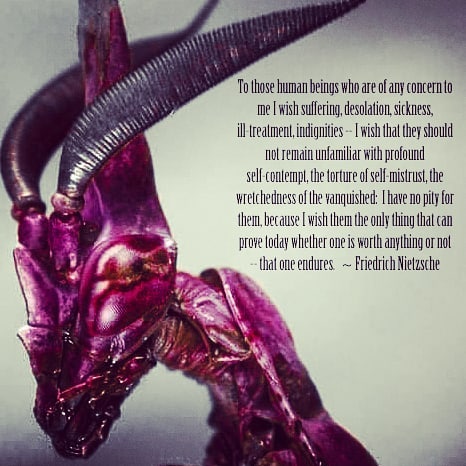 To those human beings who are of any concern to
me I wish suffering, desolation, sickness,
ill-treatment, indignities -- I wish that they should
not remain unfamiliar with profound
self-contempt, the torture of self-mistrust, the
wretchedness of the vanquished: I have no pity for
them, because I wish them the only thing that can
prove today whether one is worth anything or not
-- that one endures. ~ Friedrich Nietzsche